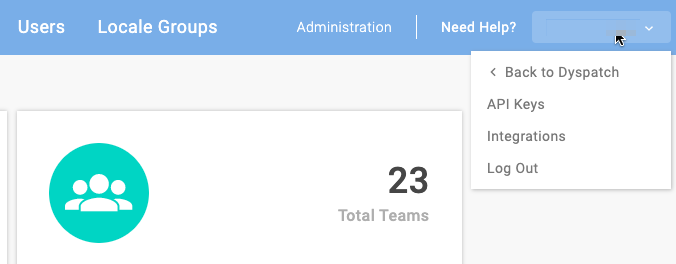 Users Locale Groups Administration Need Help?
Back to Dyspatch
API Keys
Integrations
Log Out
23
Total Teams